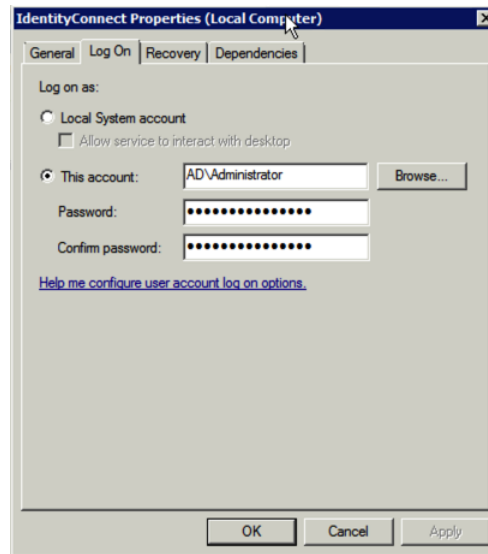 IdentityConnect Properties (Local Computer)
General Log On Recovery Dependencies
Log on as:
Local System account
Allow service to interact with desktop
This account: AD\Administrator Browse...
Password: •••••••••••••••
Confirm password: •••••••••••••••
Help me configure user account log on options.
OK Cancel Apply